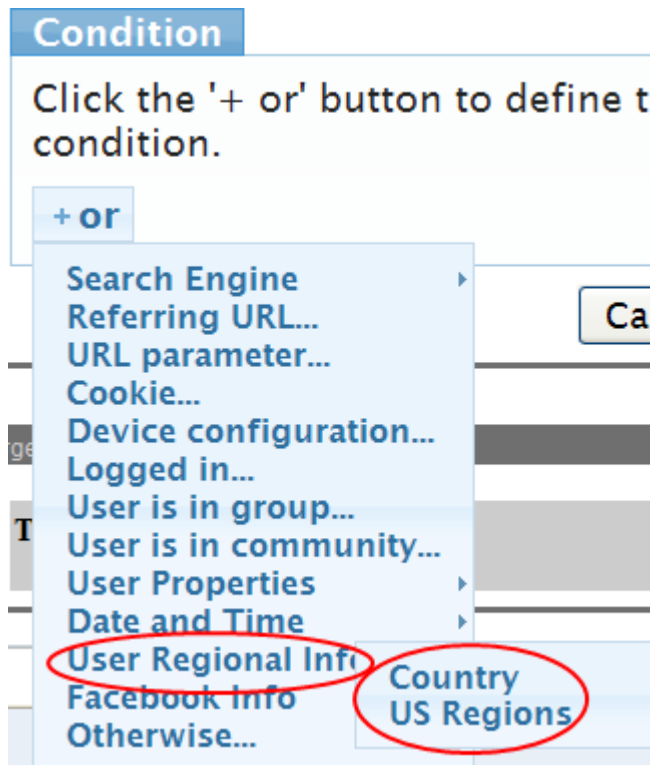 Condition
Click the '+ or' button to define t
condition.
+ or
Search Engine
Referring URL...
Ca
URL parameter...
Cookie...
Device configuration...
rge
Logged in...
User is in group...
T
User is in community...
User Properties
Date and Time
User Regional Inf
Country
Facebook Info
US Regions
Otherwise...